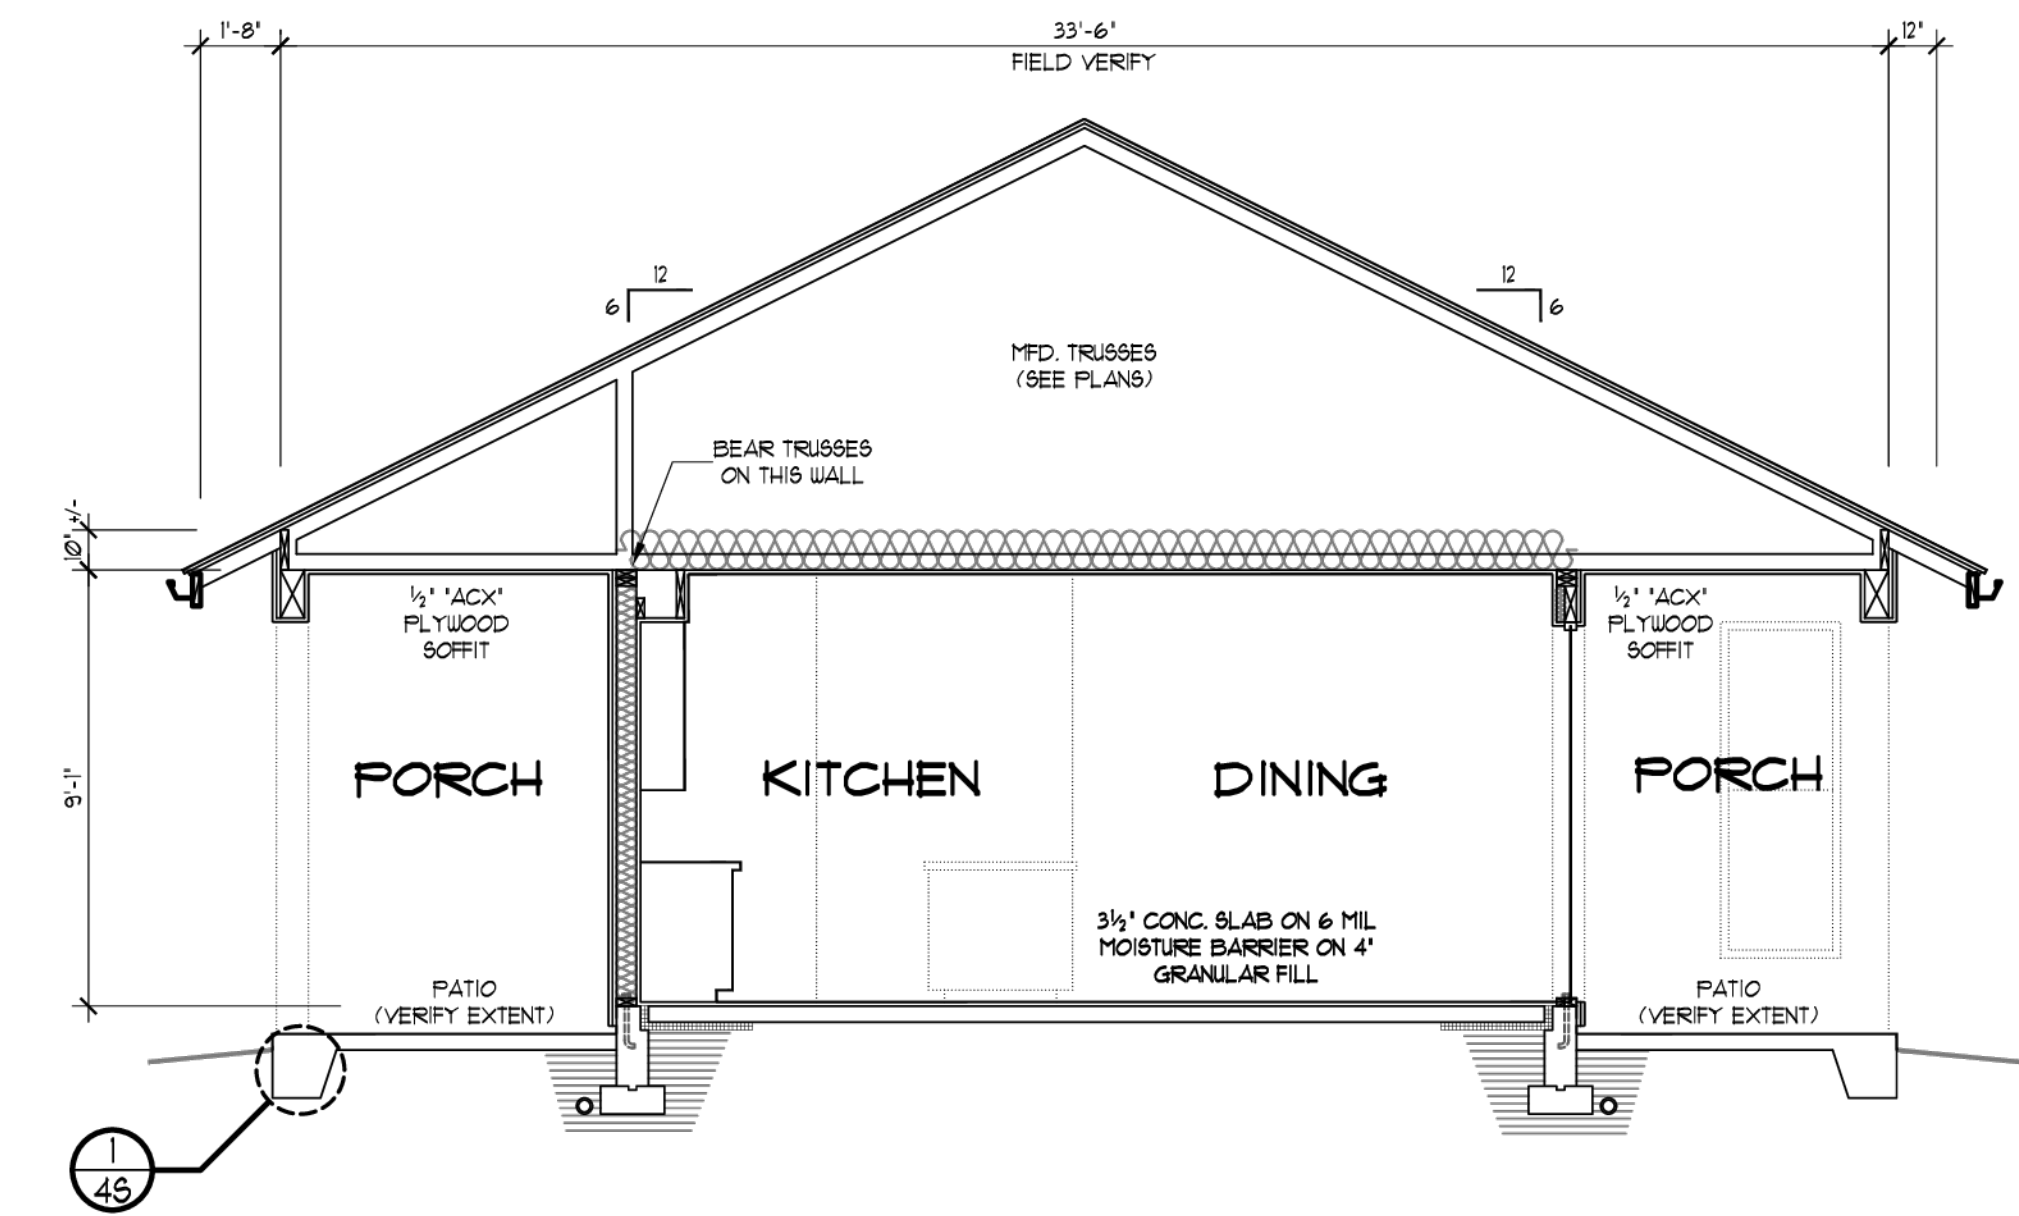 1'-8"
33'-6"
12"
FIELD VERIFY
12
6
12
6
MFD. TRUSSES
(SEE PLANS)
BEAR TRUSSES
ON THIS WALL
10" +/-
½" "ACX"
PLYWOOD
SOFFIT
½" "ACX"
PLYWOOD
SOFFIT
9'-1"
PORCH
KITCHEN
DINING
PORCH
3½" CONC. SLAB ON 6 MIL
MOISTURE BARRIER ON 4"
GRANULAR FILL
PATIO
(VERIFY EXTENT)
PATIO
(VERIFY EXTENT)
1
4S